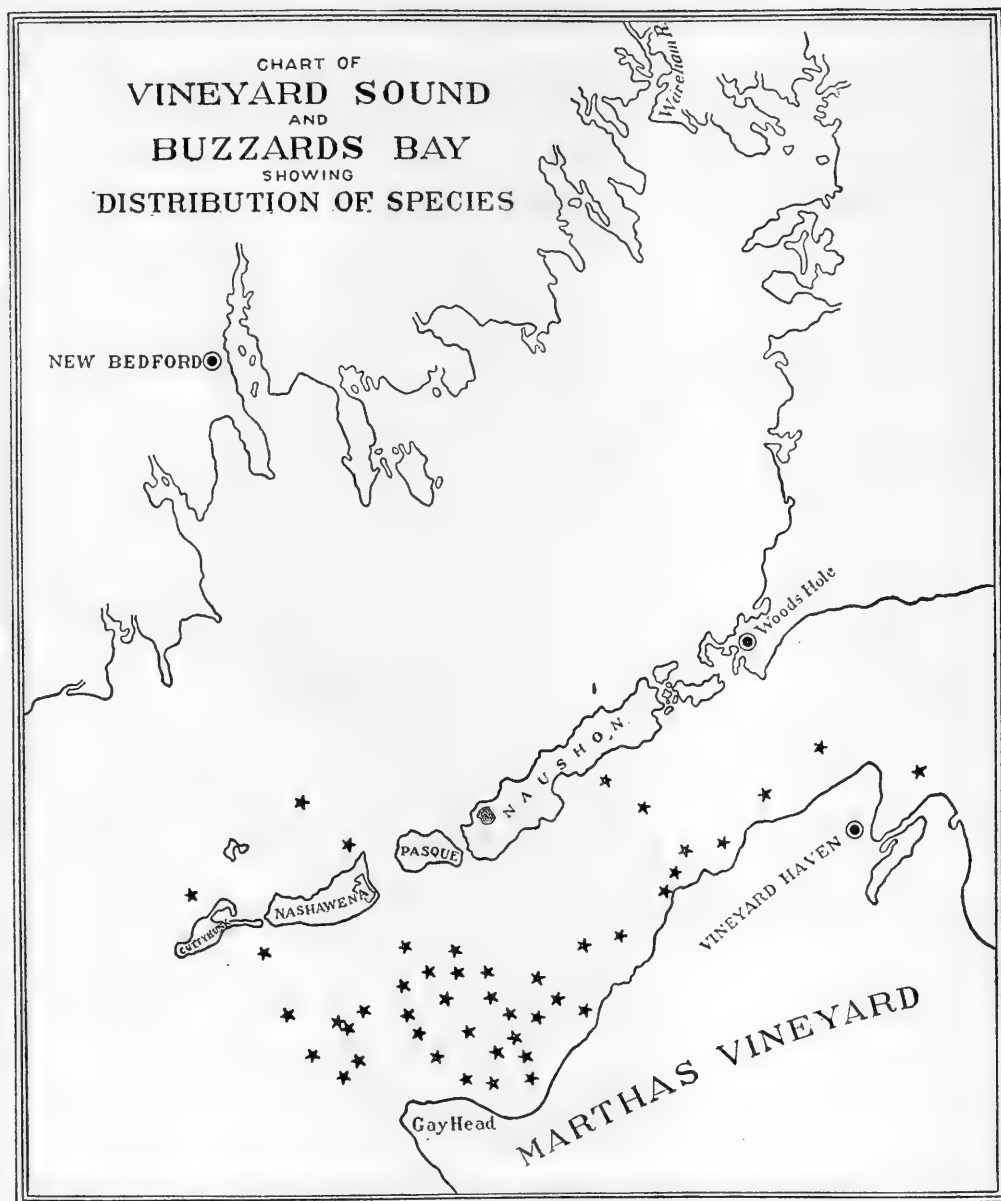 CHART OF
VINEYARD SOUND
AND
BUZZARDS BAY
SHOWING
DISTRIBUTION OF SPECIES
Wareham R.
NEW BEDFORD
Woods Hole
NAUSHON
PASQUE
VINEYARD HAVEN
NASHAWENA
CUTTYHUNK
MARTHAS VINEYARD
Gay Head